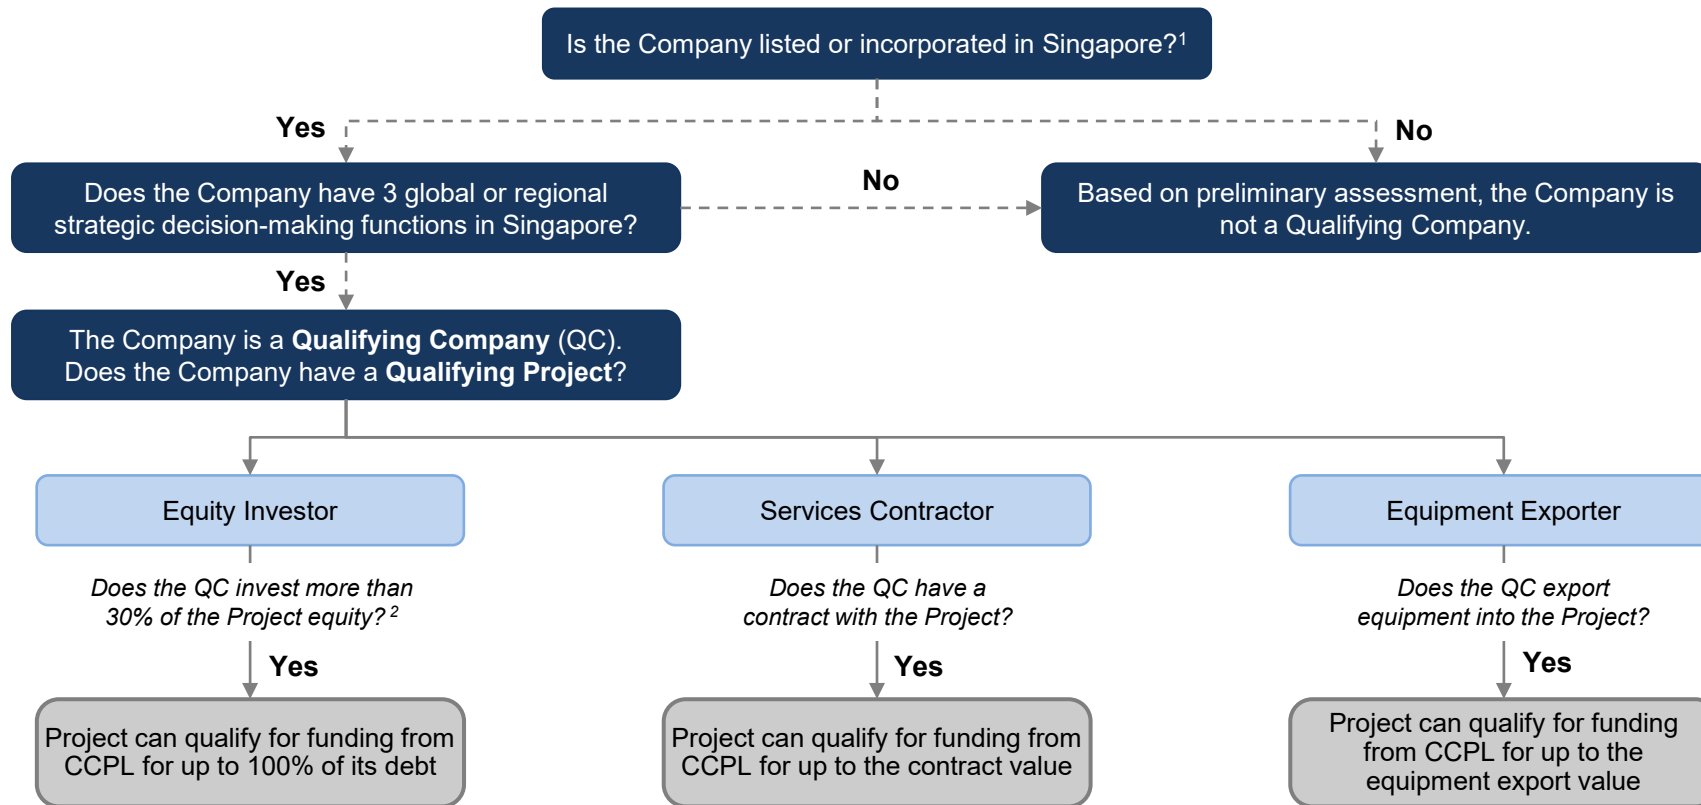 Is the Company listed or incorporated in Singapore?¹
Yes
No
Does the Company have 3 global or regional
strategic decision-making functions in Singapore?
No
Based on preliminary assessment, the Company is
not a Qualifying Company.
Yes
The Company is a Qualifying Company (QC).
Does the Company have a Qualifying Project?
Equity Investor
Services Contractor
Equipment Exporter
Does the QC invest more than
30% of the Project equity? ²
Does the QC have a
contract with the Project?
Does the QC export
equipment into the Project?
Yes
Yes
Yes
Project can qualify for funding from
CCPL for up to 100% of its debt
Project can qualify for funding from
CCPL for up to the contract value
Project can qualify for funding
from CCPL for up to the
equipment export value